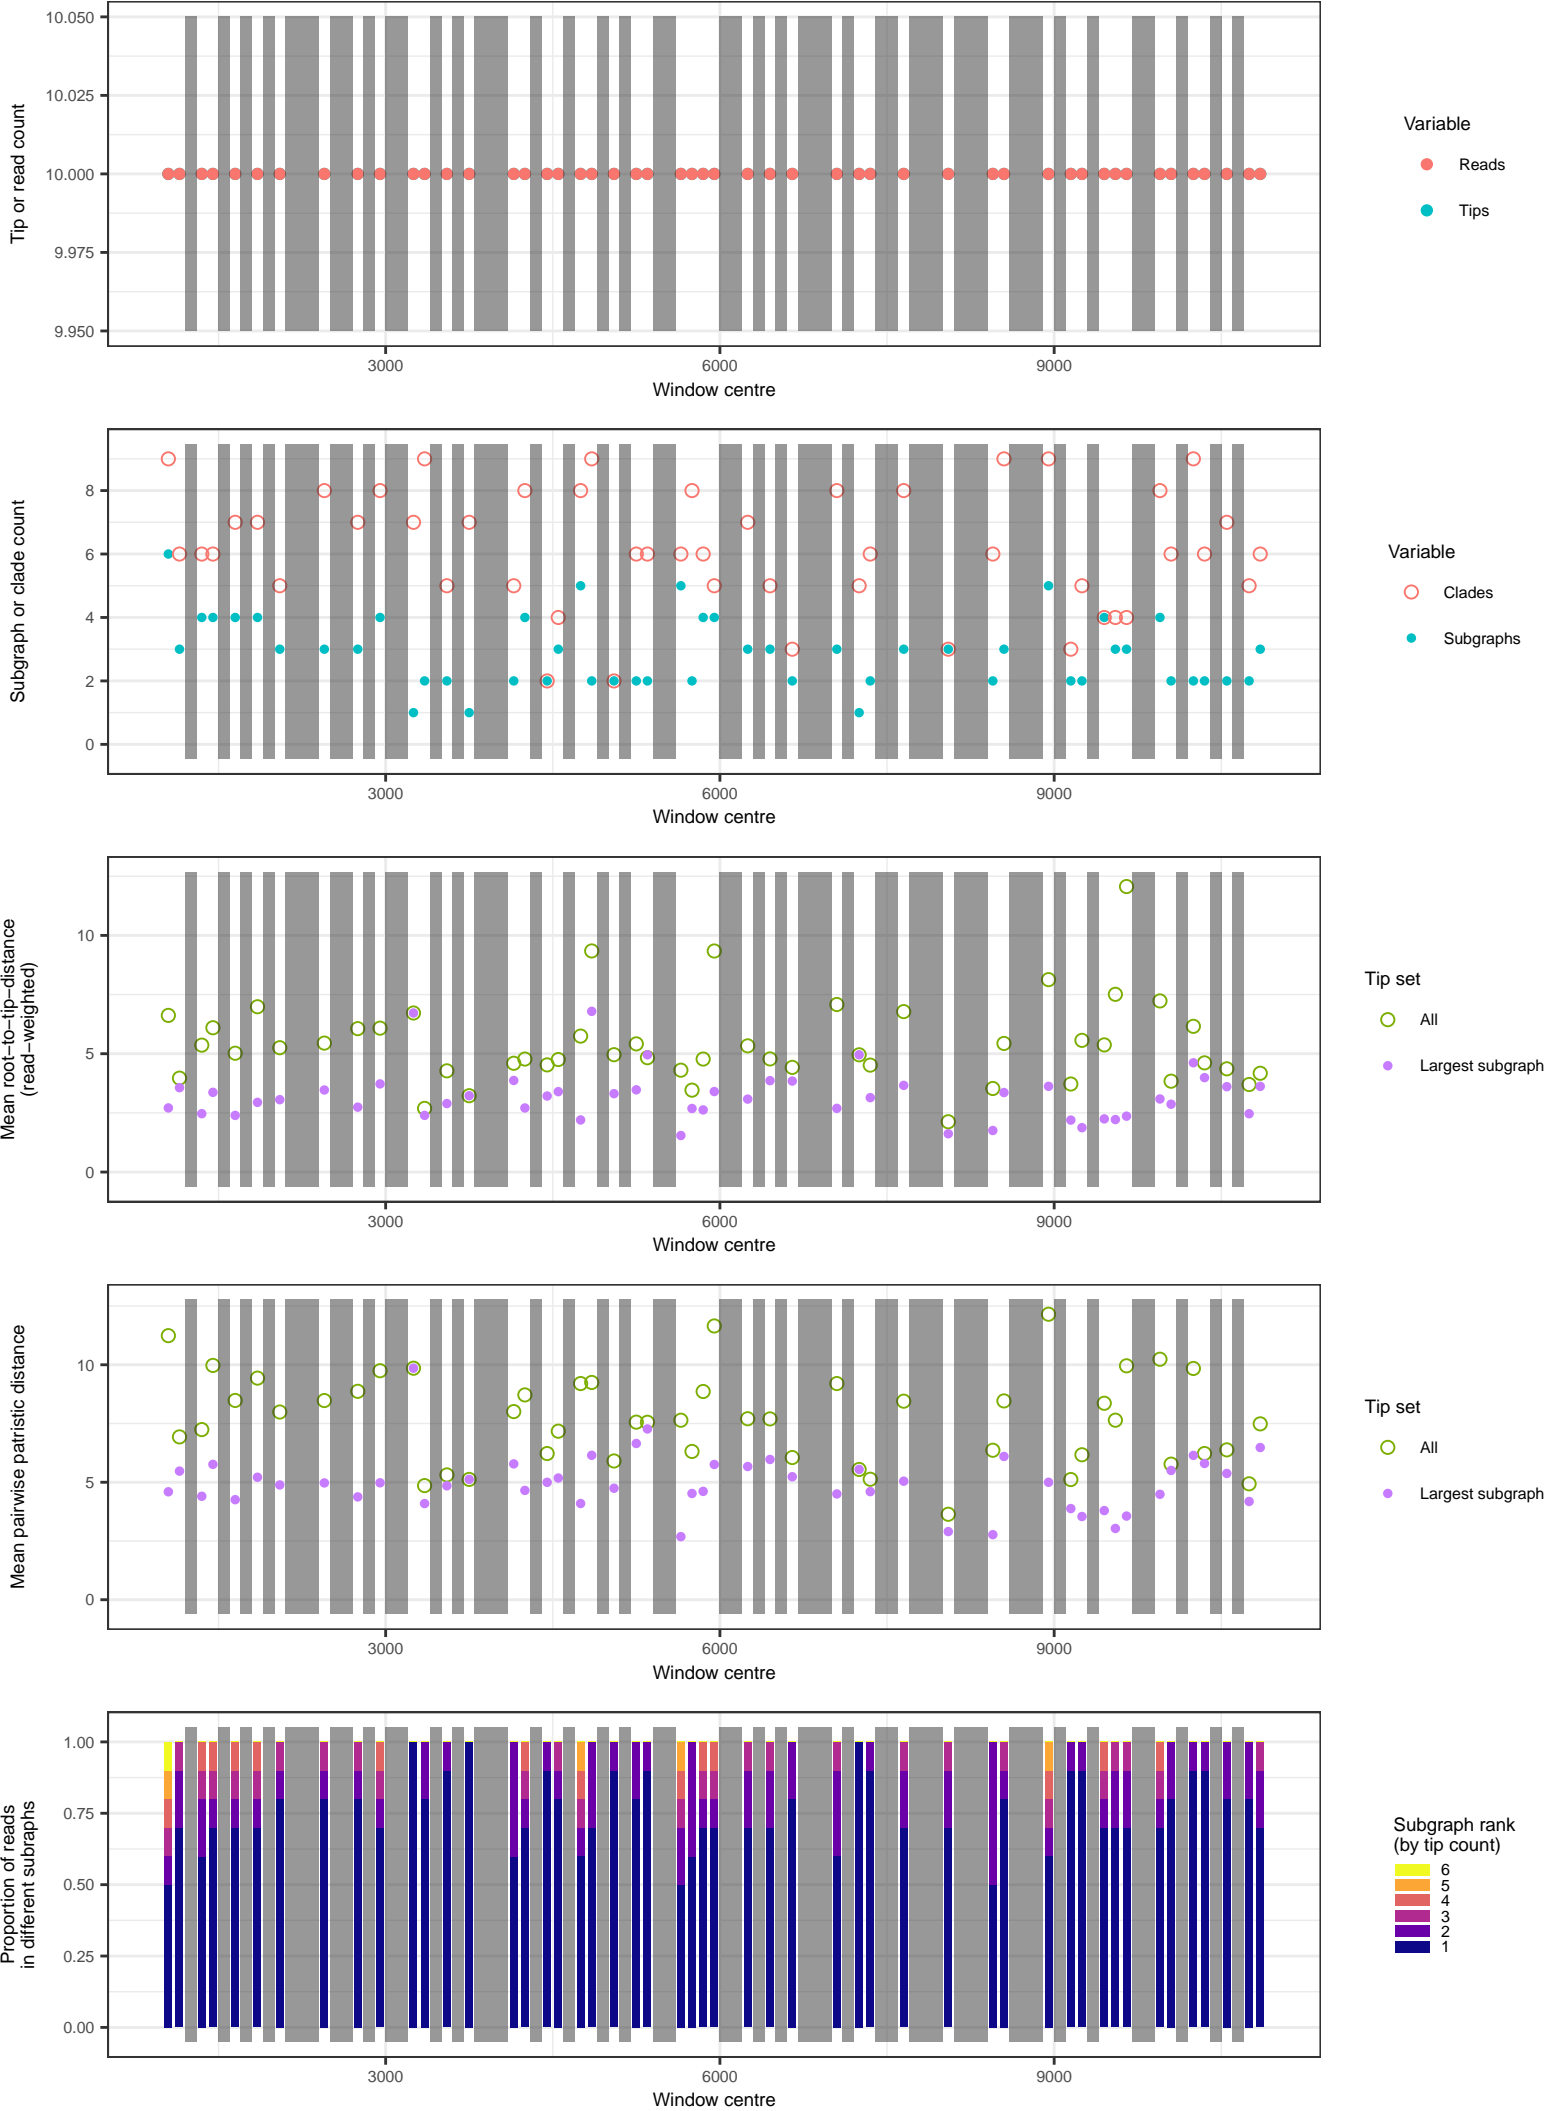 Tip or read count
10.050
10.025
10.000
9.975
9.950
3000
6000
9000
Window centre
Variable
Reads
Tips
Subgraph or clade count
8
6
4
2
0
3000
6000
9000
Window centre
Variable
Clades
Subgraphs
Mean root−to−tip−distance
(read−weighted)
10
5
0
3000
6000
9000
Window centre
Tip set
All
Largest subgraph
Mean pairwise patristic distance
10
5
0
3000
6000
9000
Window centre
Tip set
All
Largest subgraph
Proportion of reads
in different subraphs
1.00
0.75
0.50
0.25
0.00
3000
6000
9000
Window centre
Subgraph rank
(by tip count)
6
5
4
3
2
1